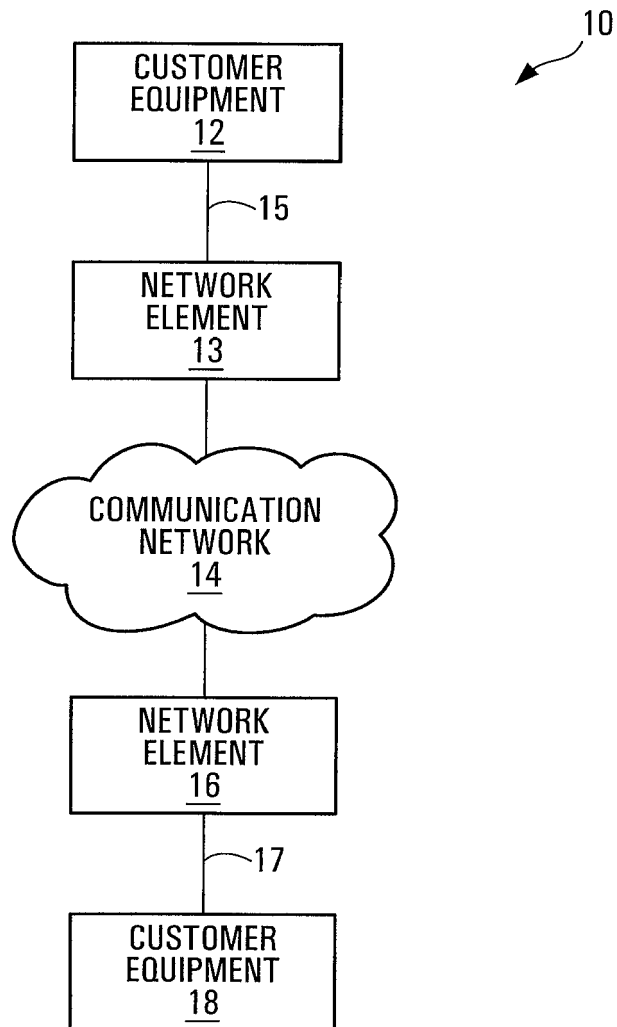 10
CUSTOMER
EQUIPMENT
12
15
NETWORK
ELEMENT
13
COMMUNICATION
NETWORK
14
NETWORK
ELEMENT
16
17
CUSTOMER
EQUIPMENT
18